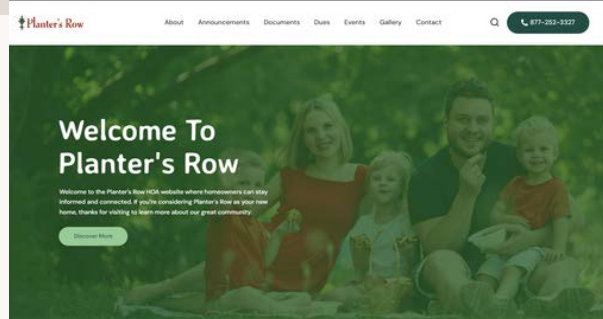 Planter's Row
About Announcements Documents Dues Events Gallery Contact
877-252-3327
Welcome To
Planter's Row
Welcome to the Planter's Row HOA website where homeowners can stay
informed and connected. If you're considering Planter's Row as your new
home, thanks for visiting to learn more about our great community.
Discover More